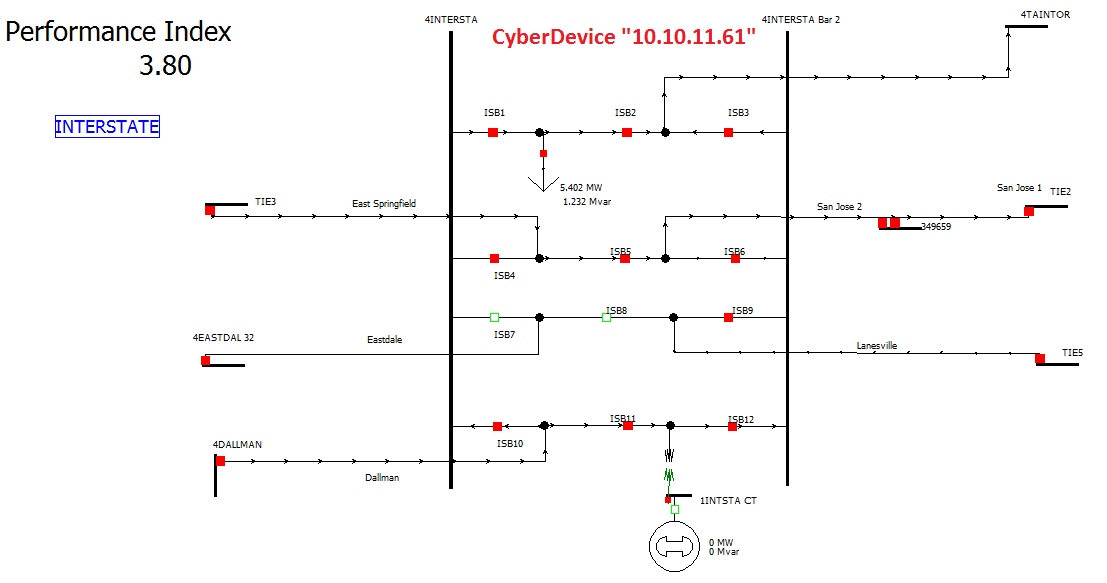 Performance Index
3.80
INTERSTATE
4INTERSTA
CyberDevice "10.10.11.61"
4INTERSTA Bar 2
4TAINTOR
ISB1
ISB2
ISB3
5.402 MW
1.232 Mvar
TIE3
East Springfield
San Jose 2
San Jose 1
TIE2
349659
ISB4
ISB5
ISB6
ISB7
ISB8
ISB9
4EASTDAL 32
Eastdale
Lanesville
TIE5
ISB10
ISB11
ISB12
4DALLMAN
Dallman
1INTSTA CT
0 MW
0 Mvar